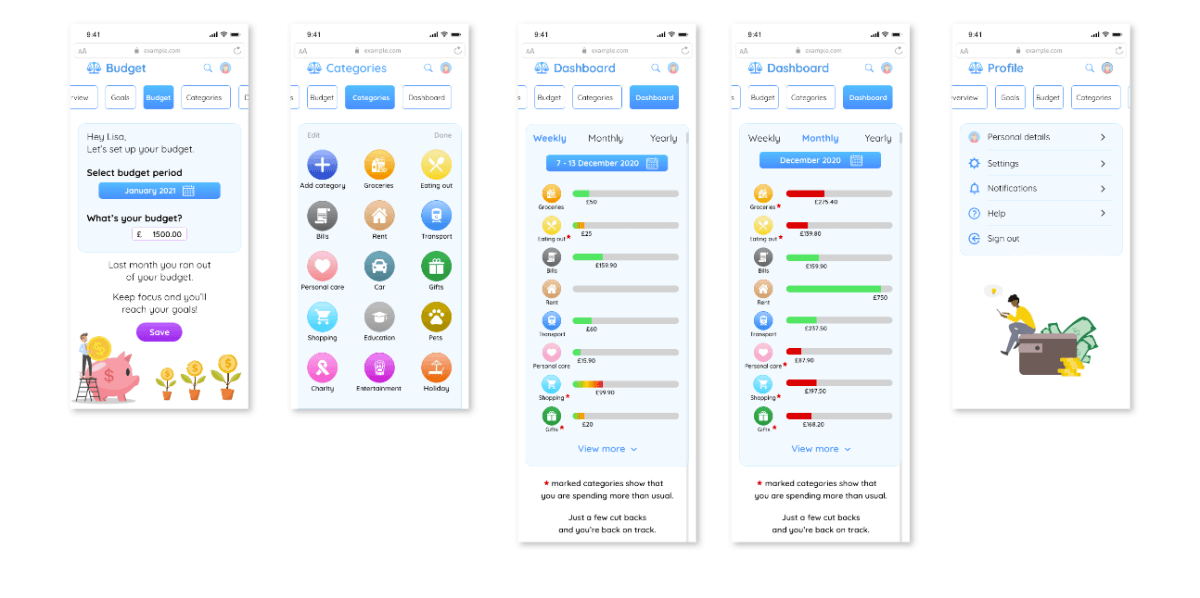 9:41
AA
example.com
Budget
rview
Goals
Budget
Categories
D
Hey Lisa,
Let's set up your budget.
Select budget period
January 2021
What's your budget?
£ 1500.00
Last month you ran out
of your budget.
Keep focus and you'll
reach your goals!
Save
$
$
$
$
$
9:41
AA
example.com
Categories
s
Budget
Categories
Dashboard
Edit
Done
Add category
Groceries
Eating out
Bills
Rent
Transport
Personal care
Car
Gifts
Shopping
Education
Pets
Charity
Entertainment
Holiday
9:41
AA
example.com
Dashboard
s
Budget
Categories
Dashboard
Weekly
Monthly
Yearly
7 - 13 December 2020
Groceries
£50
Eating out *
£25
Bills
£159.90
Rent
Transport
£60
Personal care
£15.90
Shopping *
£99.90
Gifts *
£20
View more
* marked categories show that
you are spending more than usual.
Just a few cut backs
and you're back on track.
9:41
AA
example.com
Dashboard
s
Budget
Categories
Dashboard
Weekly
Monthly
Yearly
December 2020
Groceries *
£275.40
Eating out *
£139.80
Bills
£159.90
Rent
£750
Transport
£237.50
Personal care *
£87.90
Shopping *
£197.50
Gifts *
£168.20
View more
* marked categories show that
you are spending more than usual.
Just a few cut backs
and you're back on track.
9:41
AA
example.com
Profile
verview
Goals
Budget
Categories
Personal details
Settings
Notifications
Help
Sign out